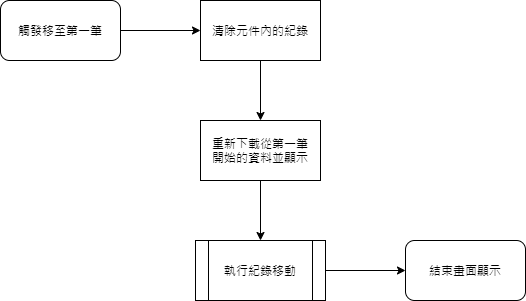 觸發移至第一筆
清除元件內的紀錄
重新下載從第一筆
開始的資料並顯示
執行紀錄移動
結束畫面顯示